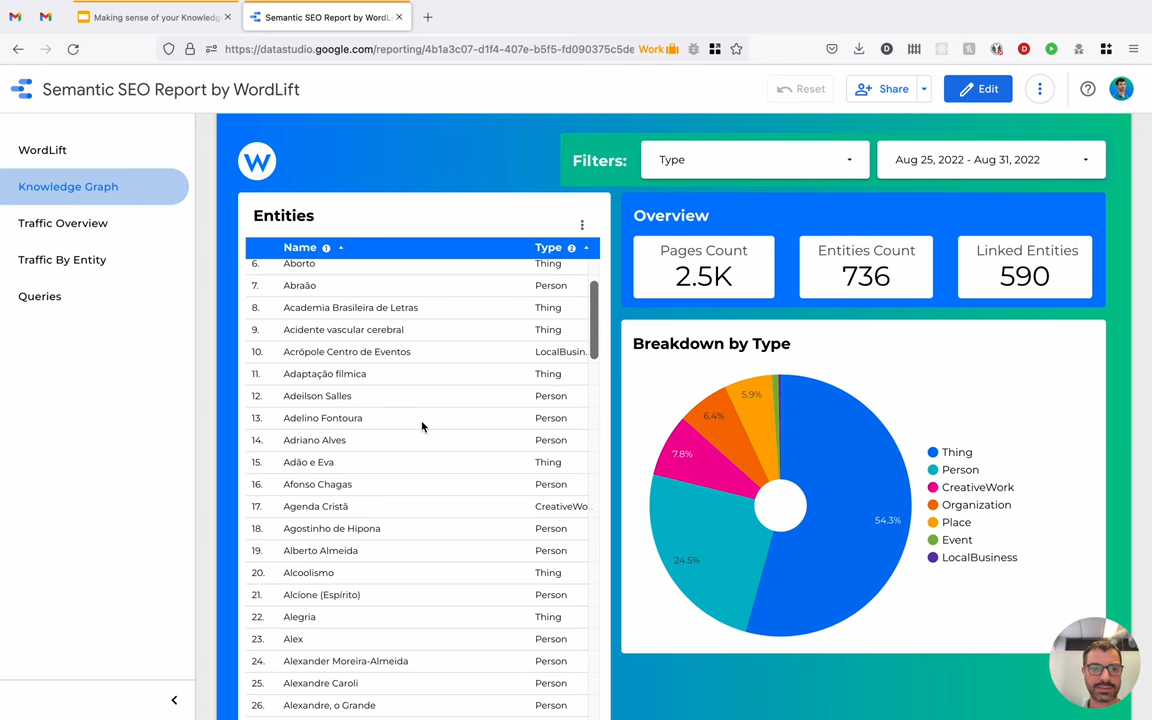 Making sense of your Knowledg
Semantic SEO Report by WordLi
https://datastudio.google.com/reporting/4b1a3c07-d1f4-407e-b5f5-fd090375c5de
Work
Semantic SEO Report by WordLift
Reset
Share
Edit
WordLift
Knowledge Graph
Traffic Overview
Traffic By Entity
Queries
W
Filters:
Type
Aug 25, 2022 - Aug 31, 2022
Entities
Name 1 Type 2
6. Aborto Thing
7. Abraão Person
8. Academia Brasileira de Letras Thing
9. Acidente vascular cerebral Thing
10. Acrópole Centro de Eventos LocalBusin...
11. Adaptação fílmica Thing
12. Adeilson Salles Person
13. Adelino Fontoura Person
14. Adriano Alves Person
15. Adão e Eva Thing
16. Afonso Chagas Person
17. Agenda Cristã CreativeWo...
18. Agostinho de Hipona Person
19. Alberto Almeida Person
20. Alcoolismo Thing
21. Alcíone (Espírito) Person
22. Alegria Thing
23. Alex Person
24. Alexander Moreira-Almeida Person
25. Alexandre Caroli Person
26. Alexandre, o Grande Person
Overview
Pages Count
2.5K
Entities Count
736
Linked Entities
590
Breakdown by Type
5.9%
6.4%
7.8%
54.3%
24.5%
Thing
Person
CreativeWork
Organization
Place
Event
LocalBusiness